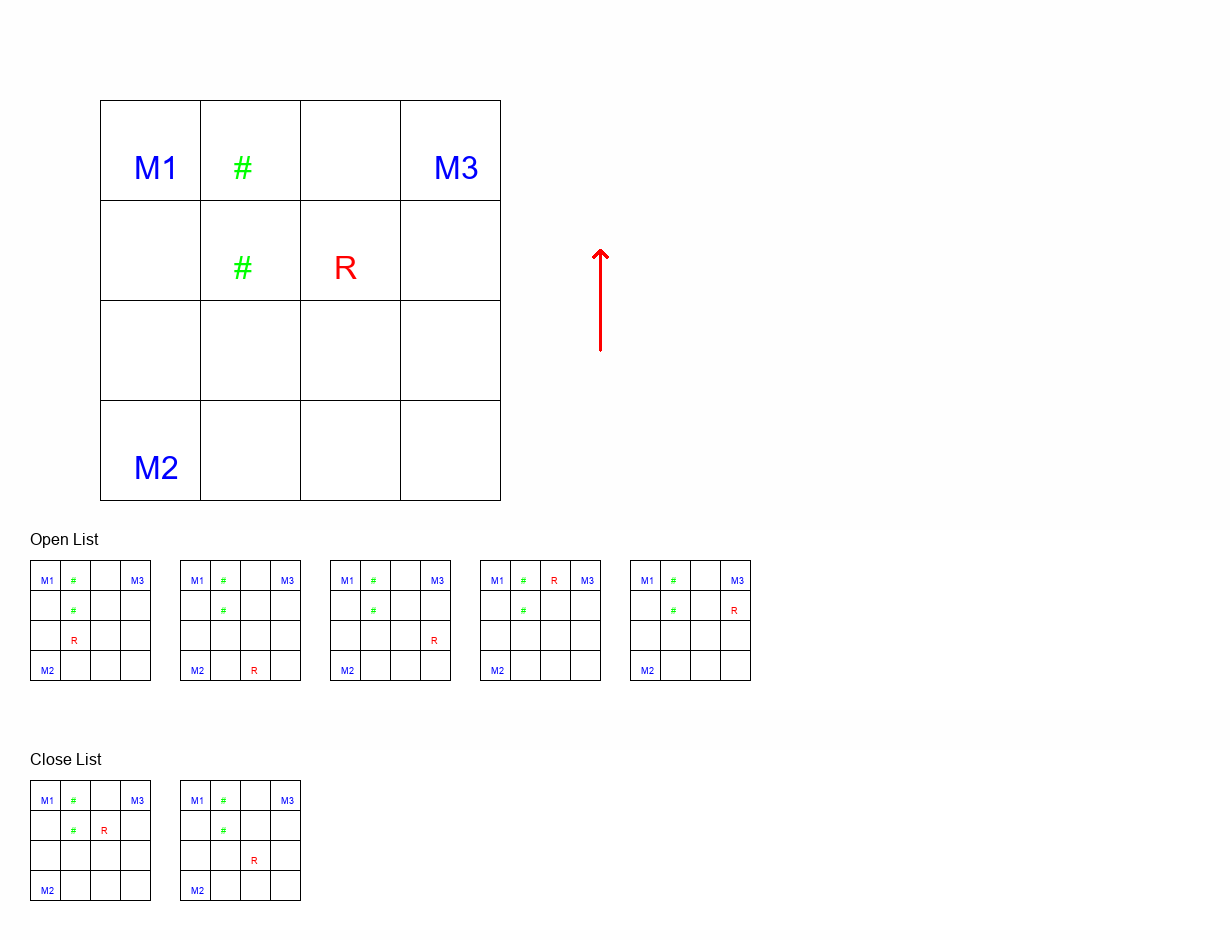 M1 # M3
# R
M2
Open List
M1 # M3 M1 # M3 M1 # M3 M1 # R M3 M1 # M3
# # # # # R
R R
M2 M2 R M2 M2 M2
Close List
M1 # M3 M1 # M3
# R #
R
M2 M2